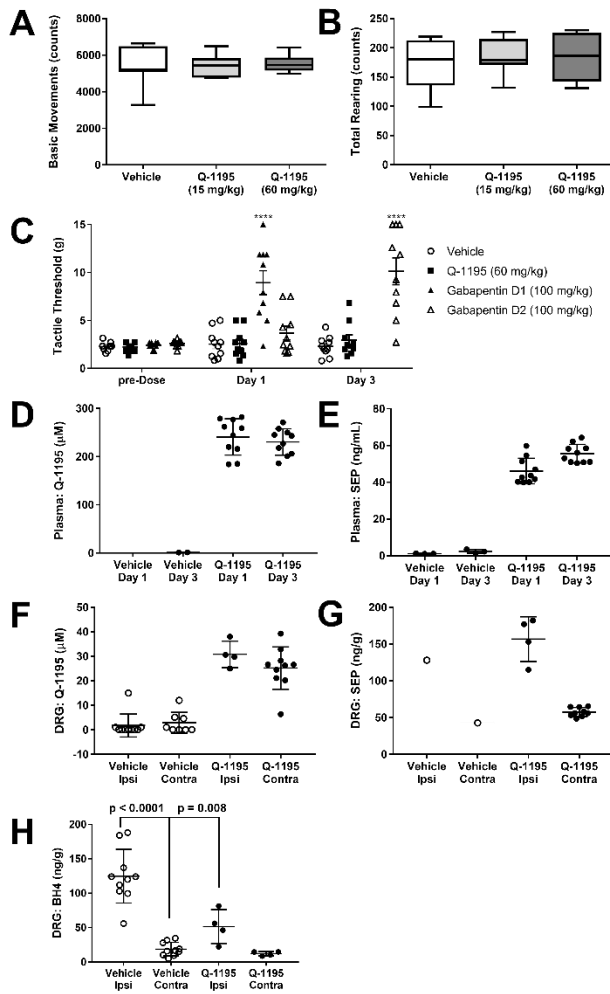 A
Basic Movements (counts)
8000
6000
4000
2000
0
Vehicle
Q-1195
(15 mg/kg)
Q-1195
(60 mg/kg)
B
Total Rearing (counts)
250
200
150
100
50
0
Vehicle
Q-1195
(15 mg/kg)
Q-1195
(60 mg/kg)
C
Tactile Threshold (g)
15
10
5
0
****
****
pre-Dose
Day 1
Day 3
Vehicle
Q-1195 (60 mg/kg)
Gabapentin D1 (100 mg/kg)
Gabapentin D2 (100 mg/kg)
D
Plasma: Q-1195 (µM)
300
200
100
0
Vehicle
Day 1
Vehicle
Day 3
Q-1195
Day 1
Q-1195
Day 3
E
Plasma: SEP (ng/mL)
80
60
40
20
0
Vehicle
Day 1
Vehicle
Day 3
Q-1195
Day 1
Q-1195
Day 3
F
DRG: Q-1195 (µM)
50
40
30
20
10
0
-10
Vehicle
Ipsi
Vehicle
Contra
Q-1195
Ipsi
Q-1195
Contra
G
DRG: SEP (ng/g)
200
150
100
50
0
Vehicle
Ipsi
Vehicle
Contra
Q-1195
Ipsi
Q-1195
Contra
H
p < 0.0001
p = 0.008
DRG: BH4 (ng/g)
200
150
100
50
0
Vehicle
Ipsi
Vehicle
Contra
Q-1195
Ipsi
Q-1195
Contra